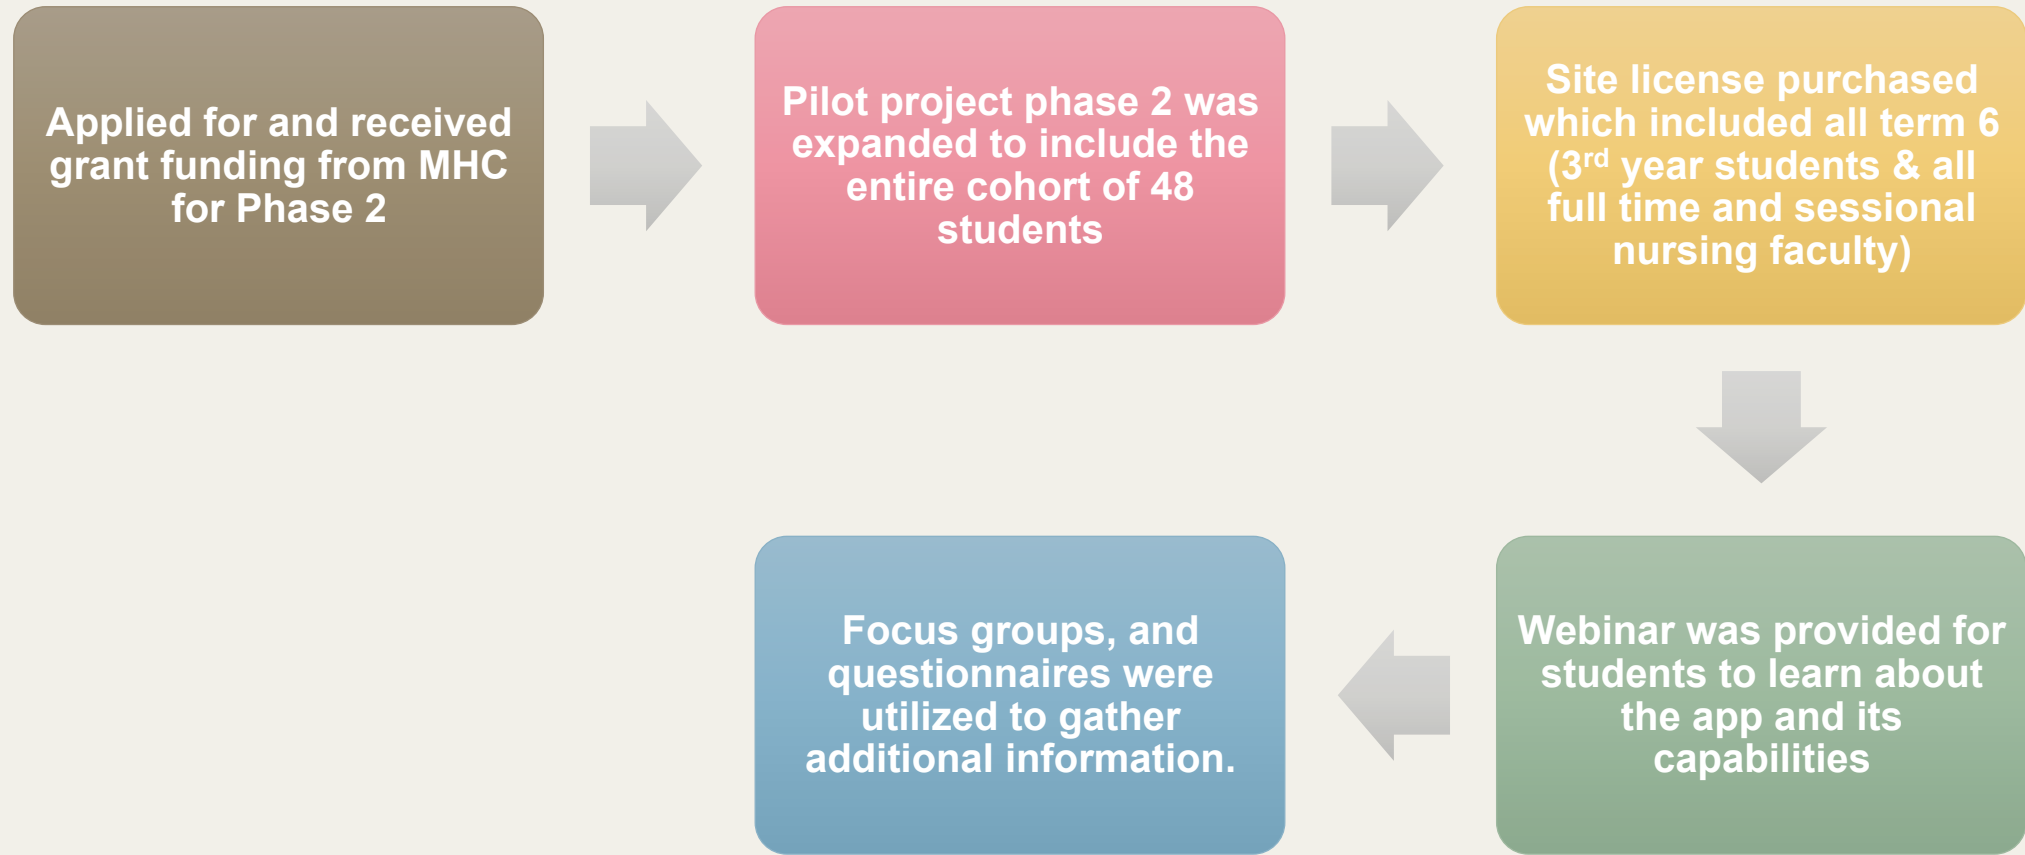 Applied for and received
grant funding from MHC
for Phase 2
Pilot project phase 2 was
expanded to include the
entire cohort of 48
students
Site license purchased
which included all term 6
(3rd year students & all
full time and sessional
nursing faculty)
Webinar was provided for
students to learn about
the app and its
capabilities
Focus groups, and
questionnaires were
utilized to gather
additional information.